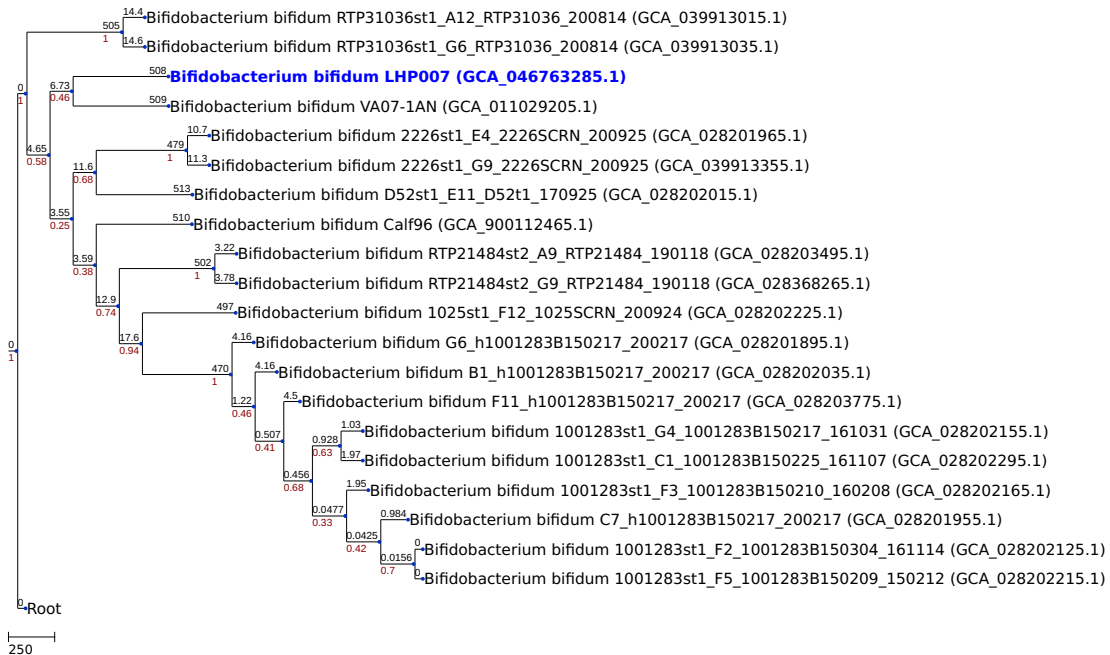 14.4 Bifidobacterium bifidum RTP31036st1_A12_RTP31036_200814 (GCA_039913015.1)
505
1
14.6 Bifidobacterium bifidum RTP31036st1_G6_RTP31036_200814 (GCA_039913035.1)
508 Bifidobacterium bifidum LHP007 (GCA_046763285.1)
0
1
6.73
0.46
509 Bifidobacterium bifidum VA07-1AN (GCA_011029205.1)
10.7 Bifidobacterium bifidum 2226st1_E4_2226SCRN_200925 (GCA_028201965.1)
4.65
0.58
479
1
11.3 Bifidobacterium bifidum 2226st1_G9_2226SCRN_200925 (GCA_039913355.1)
11.6
0.68
513 Bifidobacterium bifidum D52st1_E11_D52t1_170925 (GCA_028202015.1)
3.55
0.25
510 Bifidobacterium bifidum Calf96 (GCA_900112465.1)
3.22 Bifidobacterium bifidum RTP21484st2_A9_RTP21484_190118 (GCA_028203495.1)
3.59
0.38
502
1
3.78 Bifidobacterium bifidum RTP21484st2_G9_RTP21484_190118 (GCA_028368265.1)
12.9
0.74
497 Bifidobacterium bifidum 1025st1_F12_1025SCRN_200924 (GCA_028202225.1)
17.6
0.94
4.16 Bifidobacterium bifidum G6_h1001283B150217_200217 (GCA_028201895.1)
0
1
470
1
4.16 Bifidobacterium bifidum B1_h1001283B150217_200217 (GCA_028202035.1)
1.22
0.46
4.5 Bifidobacterium bifidum F11_h1001283B150217_200217 (GCA_028203775.1)
0.507
0.41
1.03 Bifidobacterium bifidum 1001283st1_G4_1001283B150217_161031 (GCA_028202155.1)
0.928
0.63
1.97 Bifidobacterium bifidum 1001283st1_C1_1001283B150225_161107 (GCA_028202295.1)
0.456
0.68
1.95 Bifidobacterium bifidum 1001283st1_F3_1001283B150210_160208 (GCA_028202165.1)
0.0477
0.33
0.984 Bifidobacterium bifidum C7_h1001283B150217_200217 (GCA_028201955.1)
0.0425
0.42
0 Bifidobacterium bifidum 1001283st1_F2_1001283B150304_161114 (GCA_028202125.1)
0.0156
0.7
0 Bifidobacterium bifidum 1001283st1_F5_1001283B150209_150212 (GCA_028202215.1)
0 Root
250